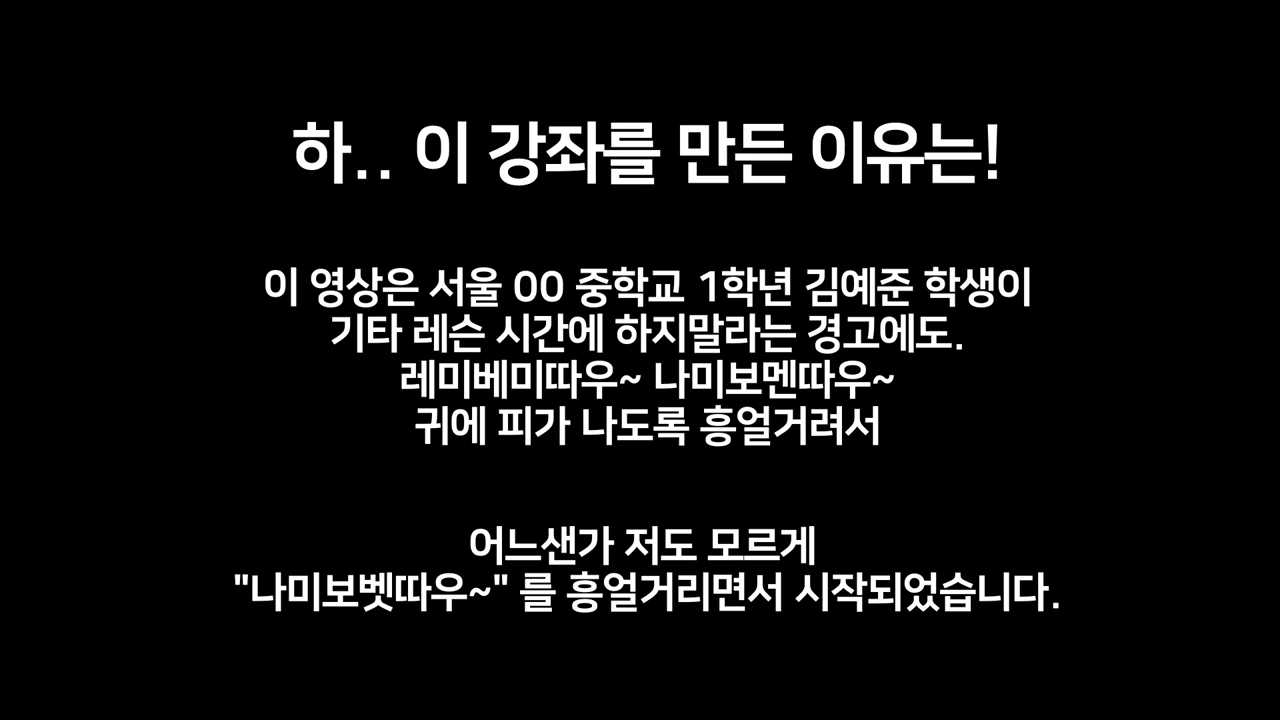 하.. 이 강좌를 만든 이유는!
이 영상은 서울 00 중학교 1학년 김예준 학생이
기타 레슨 시간에 하지말라는 경고에도.
레미베미따우~ 나미보멘따우~
귀에 피가 나도록 흥얼거려서
어느샌가 저도 모르게
"나미보벳따우~" 를 흥얼거리면서 시작되었습니다.